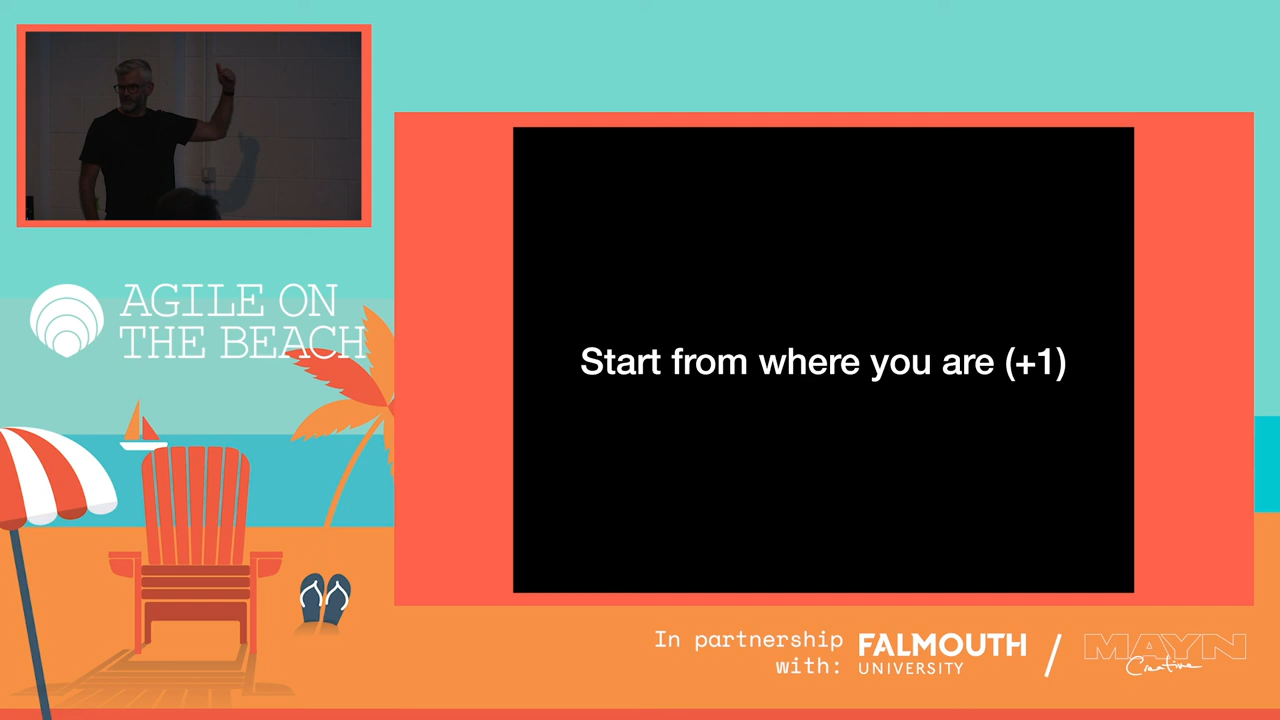 AGILE ON
THE BEACH
Start from where you are (+1)
In partnership
with:
FALMOUTH
UNIVERSITY
/
MAYN
Creative